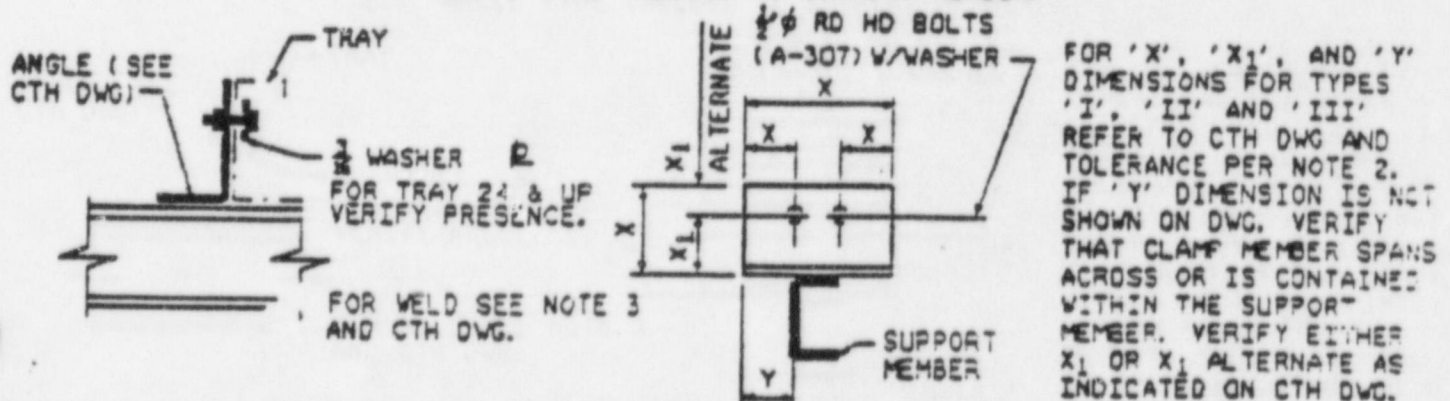 TRAY
ANGLE (SEE
CTH DWG)
WASHER
FOR TRAY 24 & UP
VERIFY PRESENCE.
FOR WELD SEE NOTE 3
AND CTH DWG.
½ ϕ RD HD BOLTS
(A-307) W/WASHER
ALTERNATE
X₁
X
X
X
X
X₁
Y
SUPPORT
MEMBER
FOR 'X', 'X₁', AND 'Y'
DIMENSIONS FOR TYPES
'I', 'II' AND 'III'
REFER TO CTH DWG AND
TOLERANCE PER NOTE 2.
IF 'Y' DIMENSION IS NOT
SHOWN ON DWG. VERIFY
THAT CLAMP MEMBER SPANS
ACROSS OR IS CONTAINED
WITHIN THE SUPPORT
MEMBER. VERIFY EITHER
X₁ OR X₁ ALTERNATE AS
INDICATED ON CTH DWG.